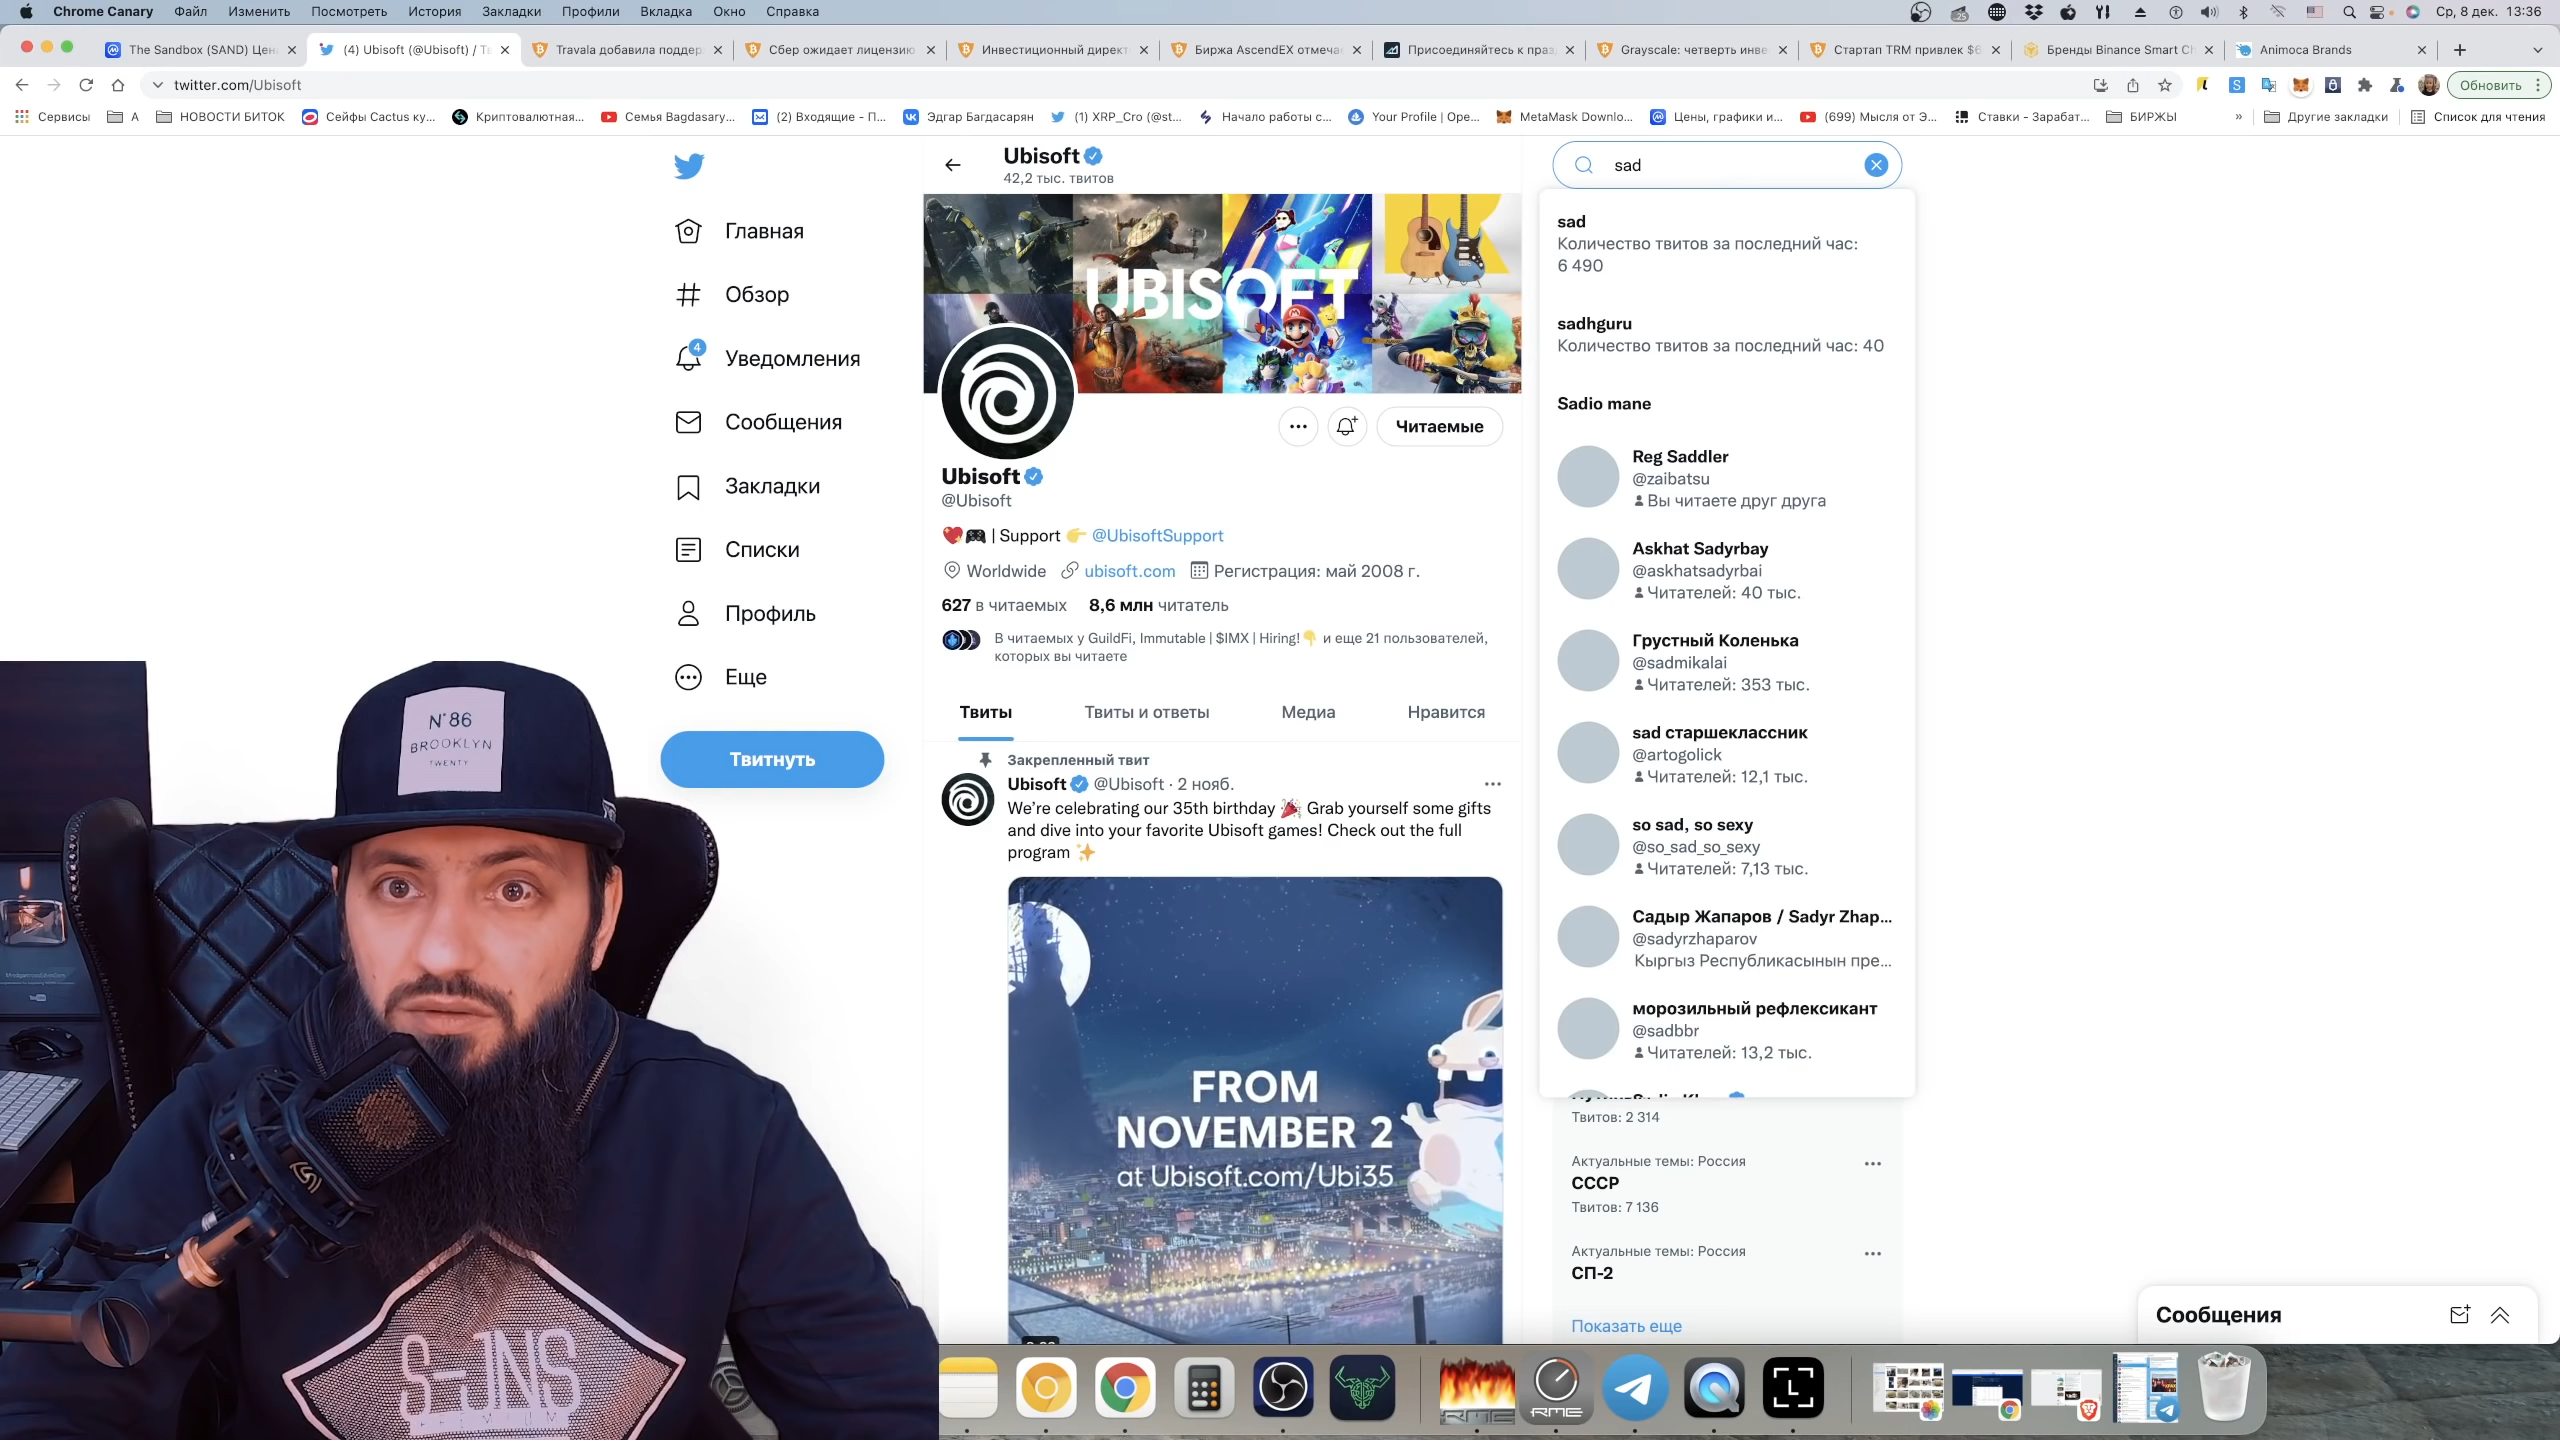 Chrome Canary Файл Изменить Посмотреть История Закладки Профили Вкладка Окно Справка
Ср, 8 дек. 13:36
The Sandbox (SAND) Цен
(4) Ubisoft (@Ubisoft) / Тв
Travala добавила поддер
Сбер ожидает лицензию
Инвестиционный директ
Биржа AscendEX отмеча
Присоединяйтесь к праз
Grayscale: четверть инве
Стартап TRM привлек $6
Бренды Binance Smart Ch
Animoca Brands
twitter.com/Ubisoft
Обновить
Сервисы
А
НОВОСТИ БИТОК
Сейфы Cactus ку...
Криптовалютная...
Семья Bagdasary...
(2) Входящие - П...
Эдгар Багдасарян
(1) XRP_Cro (@st...
Начало работы с...
Your Profile | Ope...
MetaMask Downlo...
Цены, графики и...
(699) Мысля от Э...
Ставки - Зарабат...
БИРЖЫ
»
Другие закладки
Список для чтения
Главная
Обзор
4
Уведомления
Сообщения
Закладки
Списки
Профиль
Еще
Твитнуть
Ubisoft
42,2 тыс. твитов
UBISOFT
Читаемые
Ubisoft
@Ubisoft
| Support 👉 @UbisoftSupport
Worldwide ubisoft.com Регистрация: май 2008 г.
627 в читаемых 8,6 млн читатель
В читаемых у GuildFi, Immutable | $IMX | Hiring!👇 и еще 21 пользователей,
которых вы читаете
Твиты Твиты и ответы Медиа Нравится
Закрепленный твит
Ubisoft @Ubisoft · 2 нояб.
We're celebrating our 35th birthday 🎉 Grab yourself some gifts
and dive into your favorite Ubisoft games! Check out the full
program ✨
FROM
NOVEMBER 2
at Ubisoft.com/Ubi35
sad
sad
Количество твитов за последний час:
6 490
sadhguru
Количество твитов за последний час: 40
Sadio mane
Reg Saddler
@zaibatsu
Вы читаете друг друга
Askhat Sadyrbay
@askhatsadyrbai
Читателей: 40 тыс.
Грустный Коленька
@sadmikalai
Читателей: 353 тыс.
sad старшеклассник
@artogolick
Читателей: 12,1 тыс.
so sad, so sexy
@so_sad_so_sexy
Читателей: 7,13 тыс.
Садыр Жапаров / Sadyr Zhap...
@sadyrzhaparov
Кыргыз Республикасынын пре...
морозильный рефлексикант
@sadbbr
Читателей: 13,2 тыс.
Твитов: 2 314
Актуальные темы: Россия
СССР
Твитов: 7 136
Актуальные темы: Россия
СП-2
Показать еще
Сообщения
N°86
BROOKLYN
TWENTY
S-JNS
PREMIUM
RME
RME